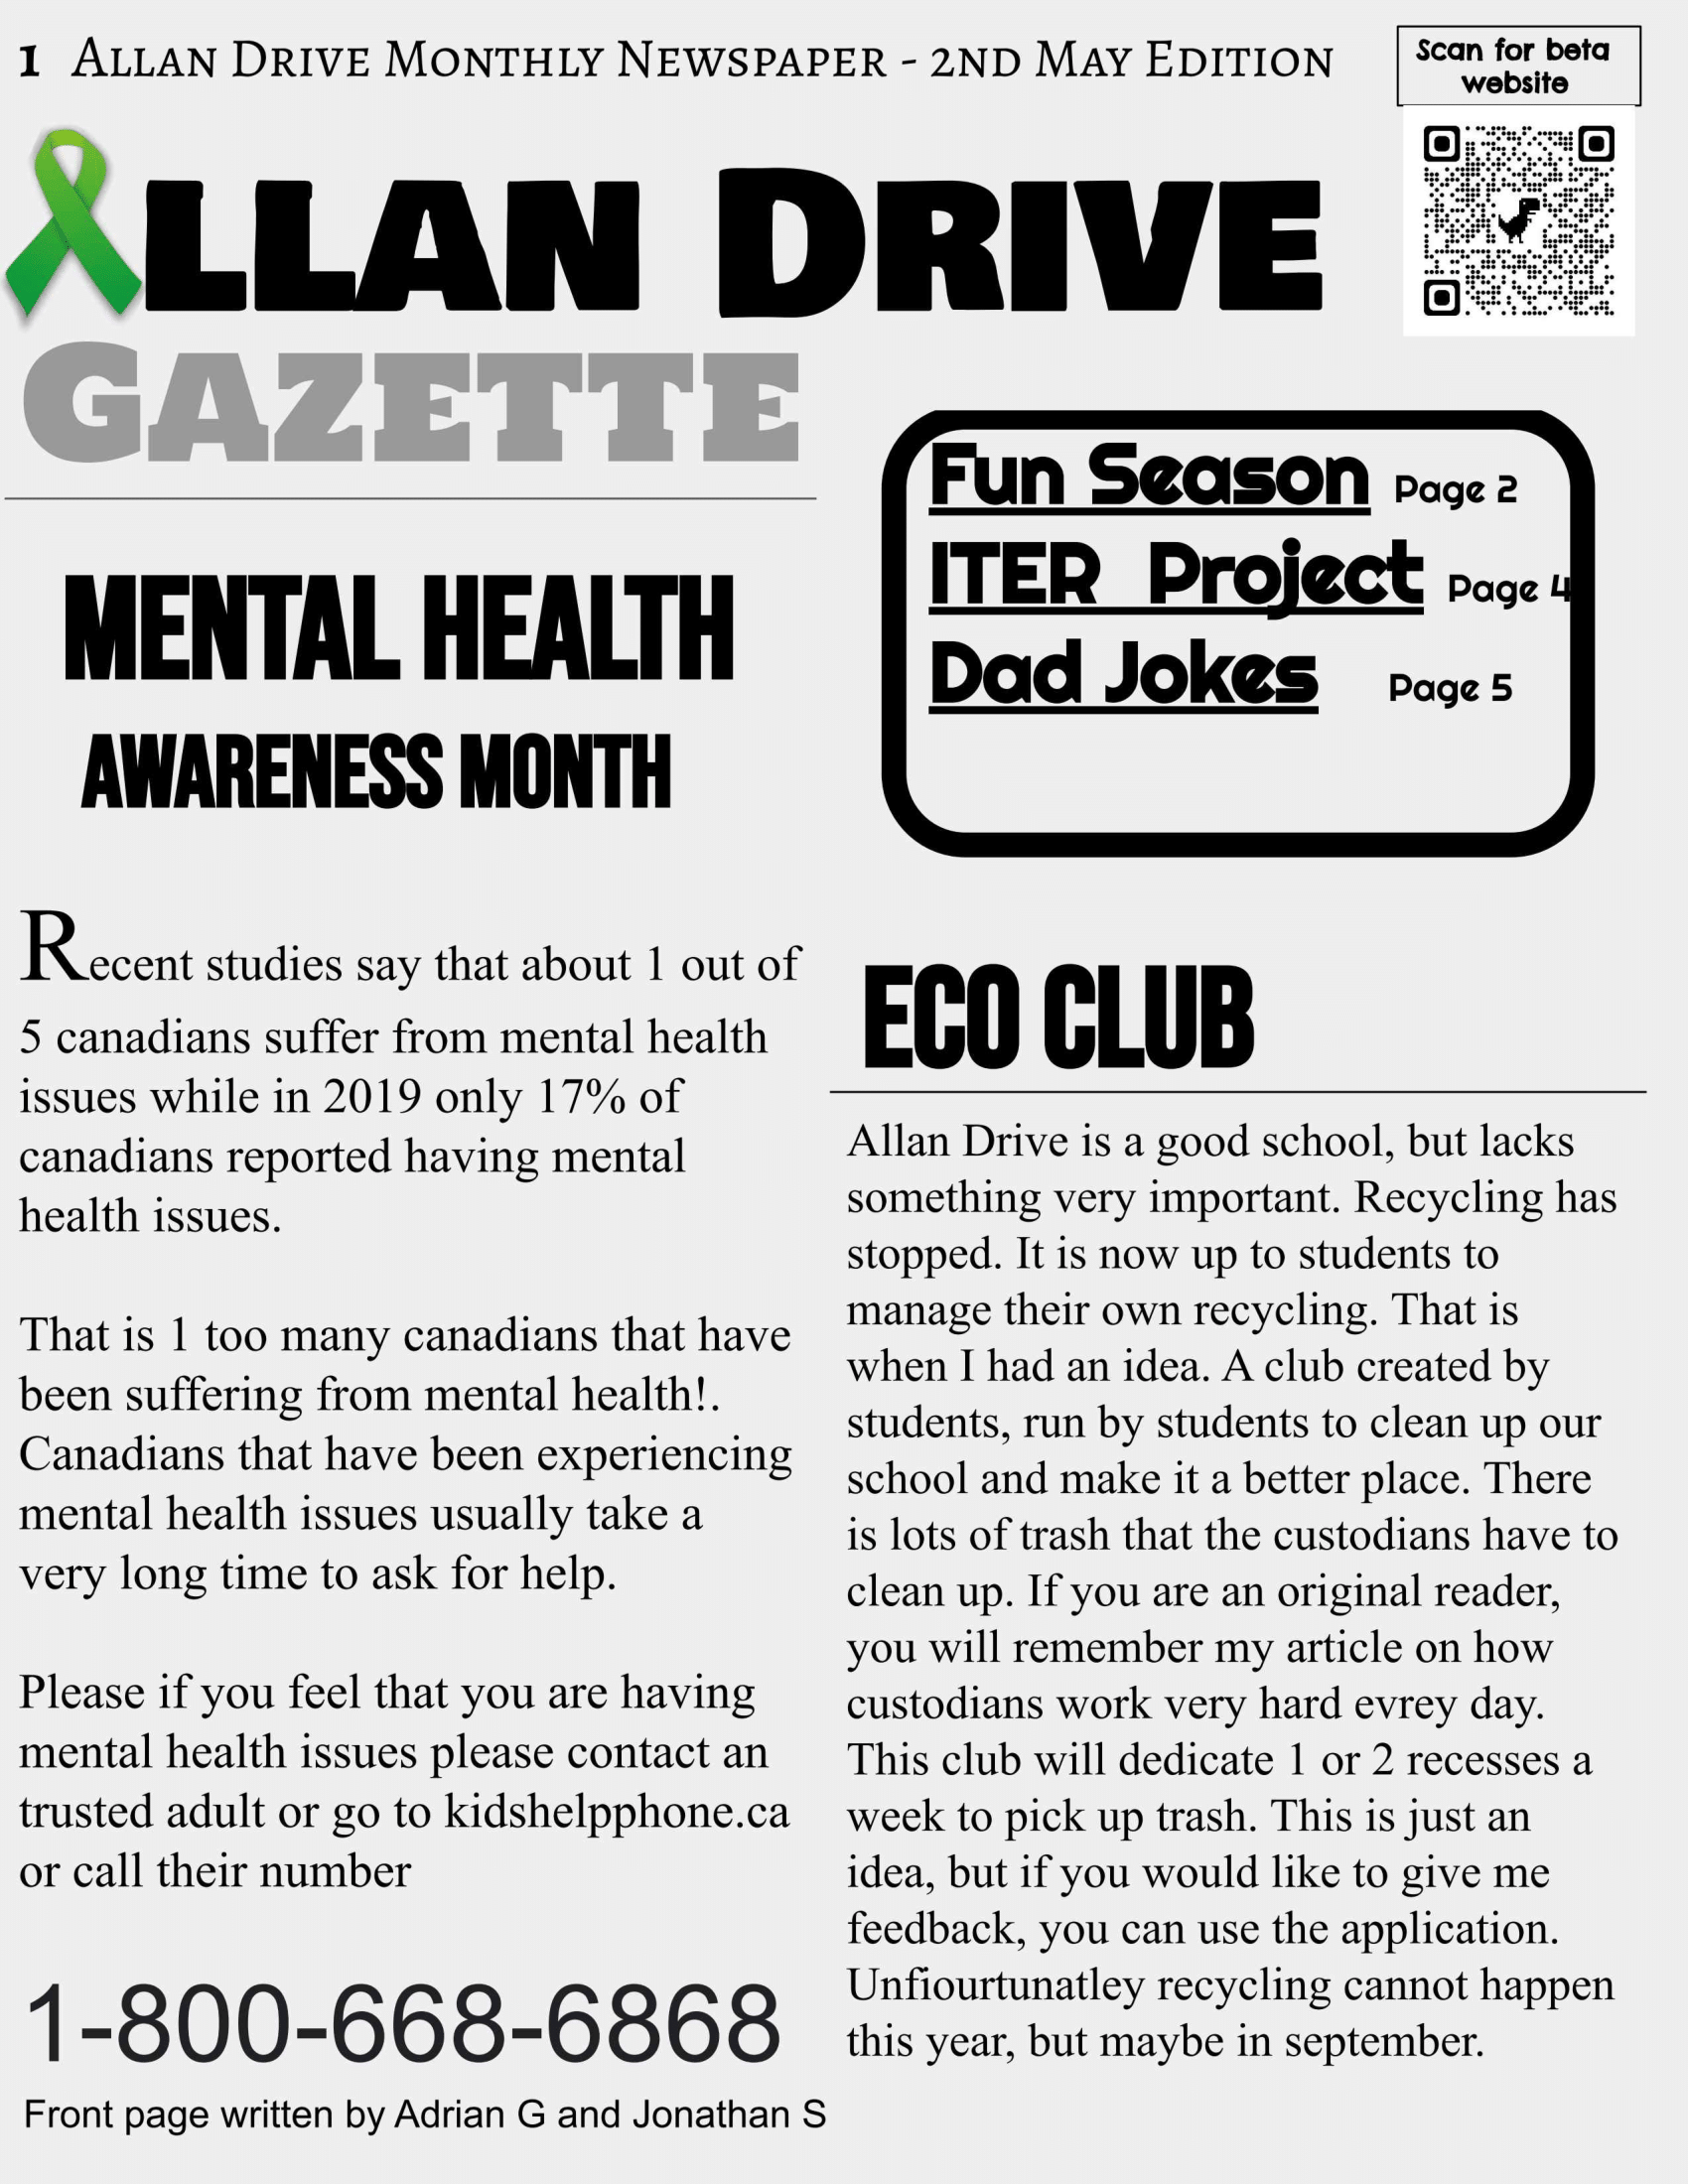 1 Allan Drive Monthly Newspaper - 2nd May Edition
Scan for beta
website
Allan Drive
Gazette
Fun Season Page 2
ITER Project Page 4
Dad Jokes Page 5
MENTAL HEALTH
AWARENESS MONTH
Recent studies say that about 1 out of
5 canadians suffer from mental health
issues while in 2019 only 17% of
canadians reported having mental
health issues.
That is 1 too many canadians that have
been suffering from mental health!.
Canadians that have been experiencing
mental health issues usually take a
very long time to ask for help.
Please if you feel that you are having
mental health issues please contact an
trusted adult or go to kidshelpphone.ca
or call their number
1-800-668-6868
Front page written by Adrian G and Jonathan S
ECO CLUB
Allan Drive is a good school, but lacks
something very important. Recycling has
stopped. It is now up to students to
manage their own recycling. That is
when I had an idea. A club created by
students, run by students to clean up our
school and make it a better place. There
is lots of trash that the custodians have to
clean up. If you are an original reader,
you will remember my article on how
custodians work very hard evrey day.
This club will dedicate 1 or 2 recesses a
week to pick up trash. This is just an
idea, but if you would like to give me
feedback, you can use the application.
Unfiourtunatley recycling cannot happen
this year, but maybe in september.